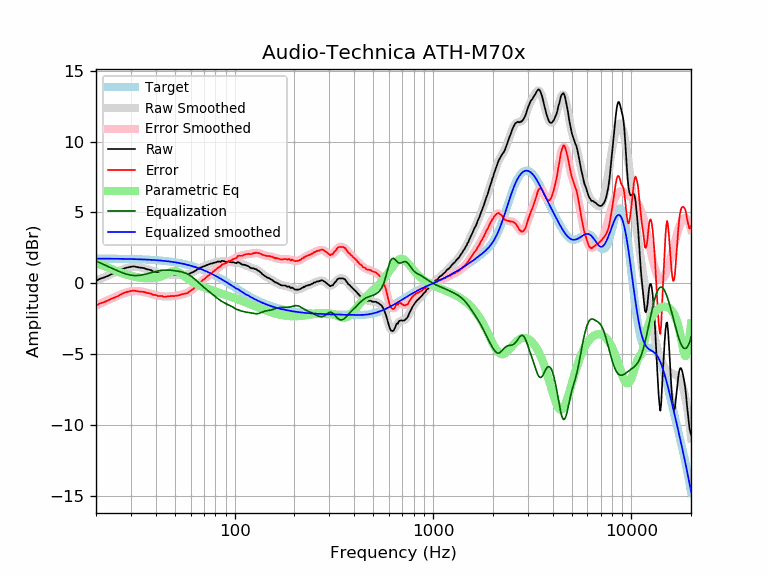 Audio-Technica ATH-M70x
Target
Raw Smoothed
Error Smoothed
Raw
Error
Parametric Eq
Equalization
Equalized smoothed
15
10
5
0
−5
−10
−15
Amplitude (dBr)
100
1000
10000
Frequency (Hz)